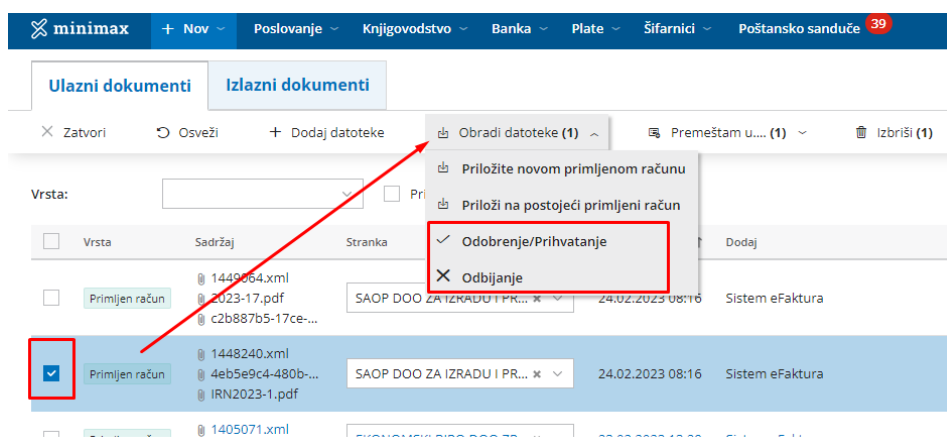 minimax + Nov Poslovanje Knjigovodstvo Banka Plate Šifarnici Poštansko sanduče 39
Ulazni dokumenti Izlazni dokumenti
Zatvori Osveži + Dodaj datoteke Obradi datoteke (1) Premeštam u.... (1) Izbriši (1)
Priložite novom primljenom računu
Vrsta: Pri
Priloži na postojeći primljeni račun
Vrsta Sadržaj Stranka Odobrenje/Prihvatanje Dodaj
Odbijanje
1449064.xml
Primljen račun 2023-17.pdf SAOP DOO ZA IZRADU I PR... 24.02.2023 08:16 Sistem eFaktura
c2b887b5-17ce-...
1448240.xml
Primljen račun 4eb5e9c4-480b-... SAOP DOO ZA IZRADU I PR... 24.02.2023 08:16 Sistem eFaktura
IRN2023-1.pdf
1405071.xml